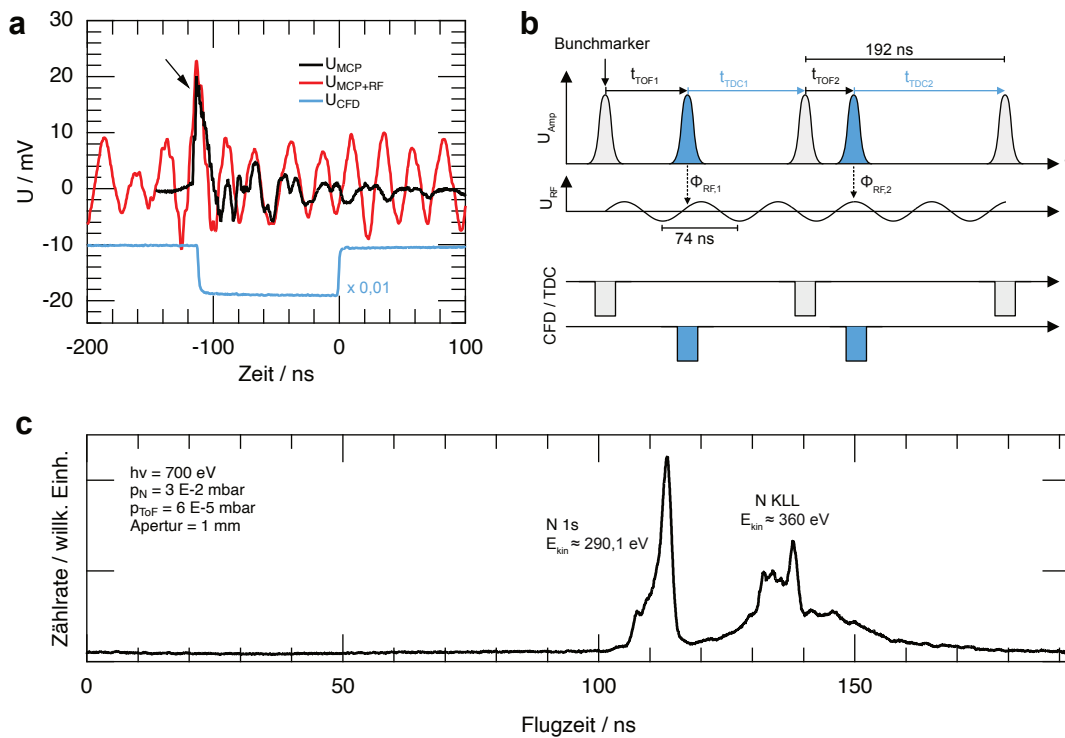 a
30
20
10
0
-10
-20
U / mV
-200
-100
0
100
Zeit / ns
U_MCP
U_MCP+RF
U_CFD
x 0,01
b
Bunchmarker
192 ns
t_TOF1
t_TDC1
t_TOF2
t_TDC2
U_Amp
Φ_RF,1
Φ_RF,2
U_RF
74 ns
CFD / TDC
c
Zählrate / willk. Einh.
hv = 700 eV
p_N = 3 E-2 mbar
p_ToF = 6 E-5 mbar
Apertur = 1 mm
N 1s
E_kin ≈ 290,1 eV
N KLL
E_kin ≈ 360 eV
0
50
100
150
Flugzeit / ns